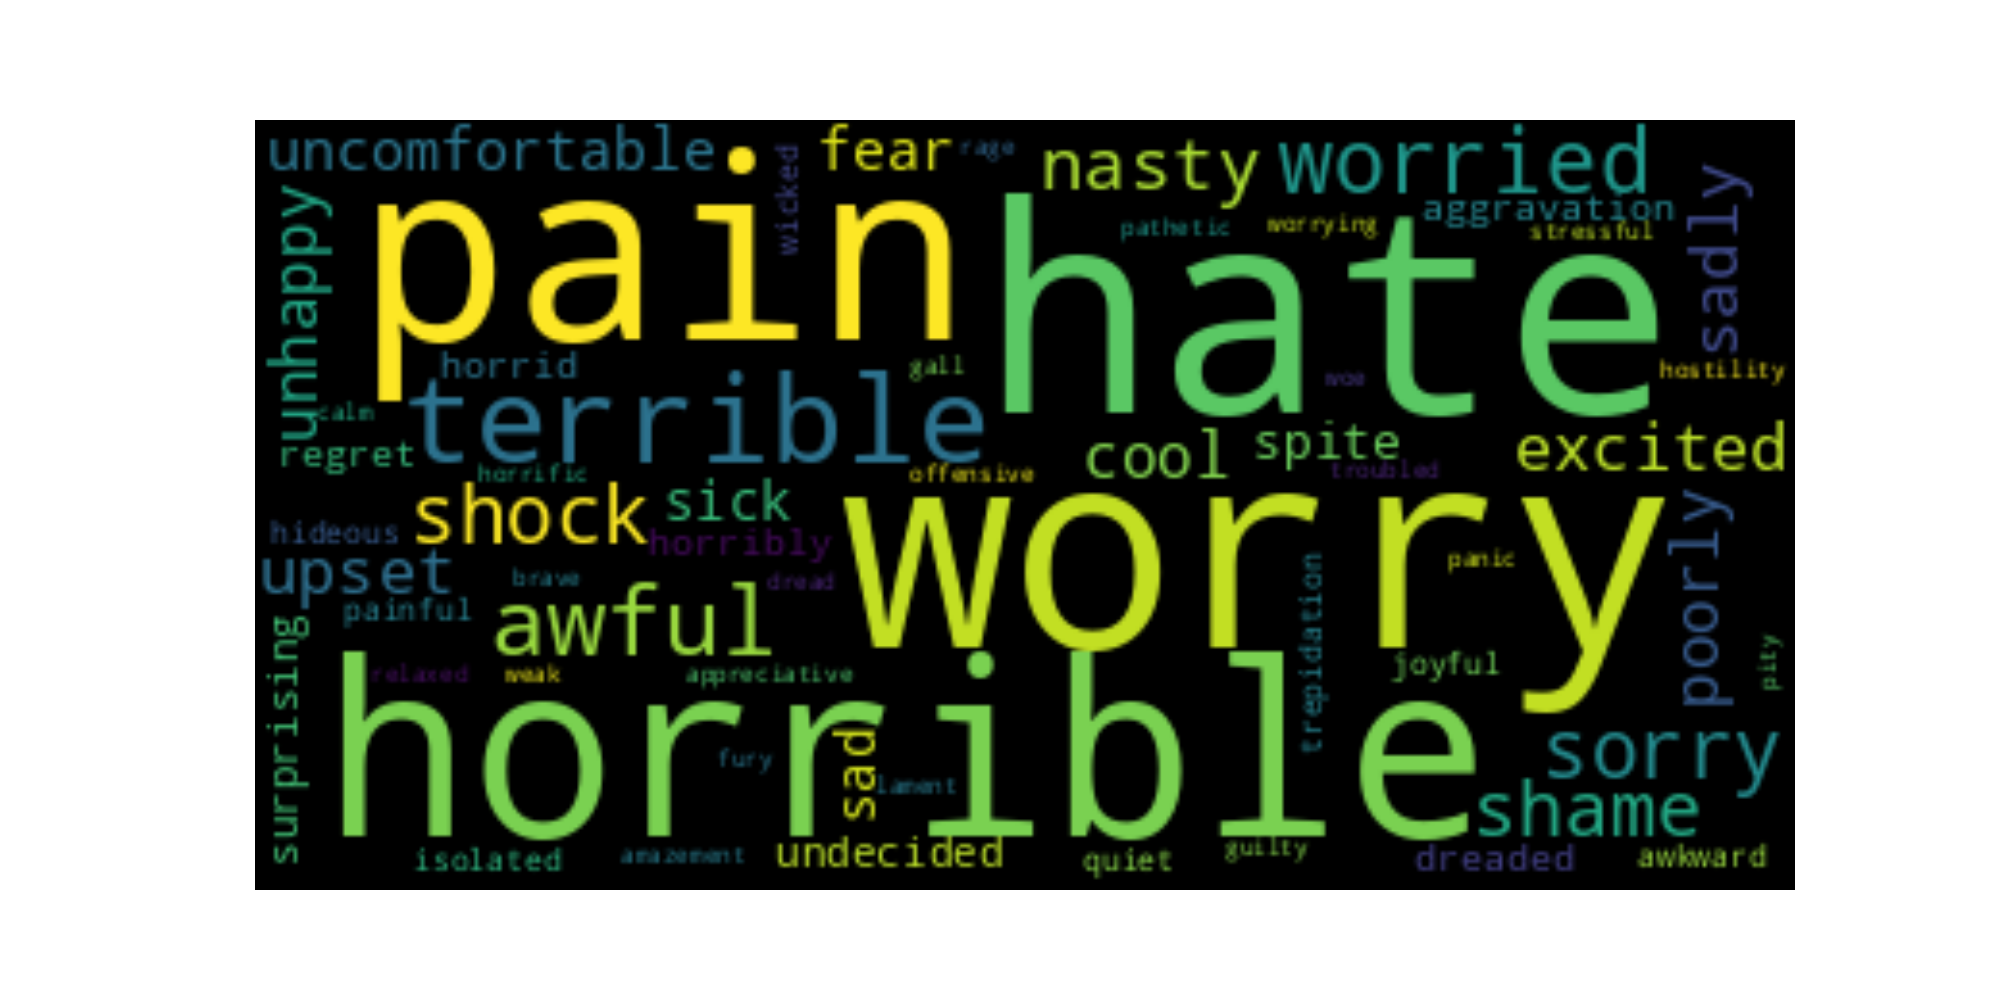 uncomfortable
wicked
fear
rage
nasty
worried
sadly
unhappy
pain
hate
pathetic
worrying
aggravation
stressful
horrid
gall
woe
hostility
calm
terrible
regret
cool
spite
excited
horrific
offensive
troubled
shock
sick
worry
poorly
hideous
horribly
panic
upset
brave
dread
trepidation
painful
awful
surprising
relaxed
weak
appreciative
joyful
pity
horrible
fury
sad
lament
sorry
shame
isolated
amazement
undecided
quiet
guilty
dreaded
awkward